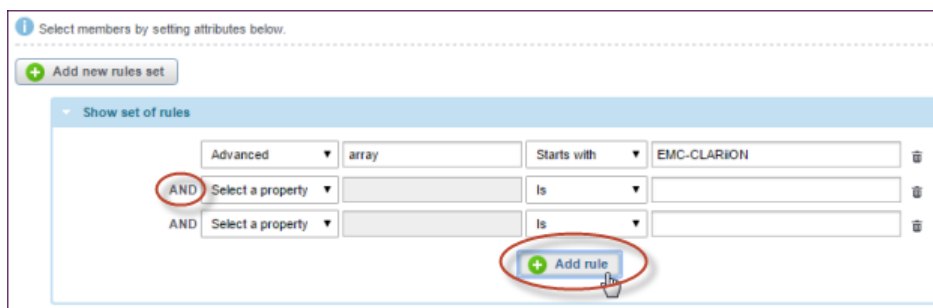 Select members by setting attributes below.
Add new rules set
Show set of rules
Advanced array Starts with EMC-CLARiiON
AND Select a property Is
AND Select a property Is
Add rule